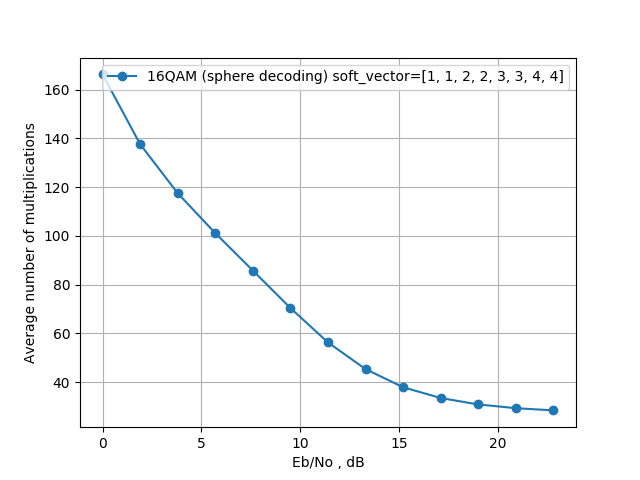 16QAM (sphere decoding) soft_vector=[1, 1, 2, 2, 3, 3, 4, 4]
160
140
120
100
80
60
40
Average number of multiplications
0 5 10 15 20
Eb/No , dB